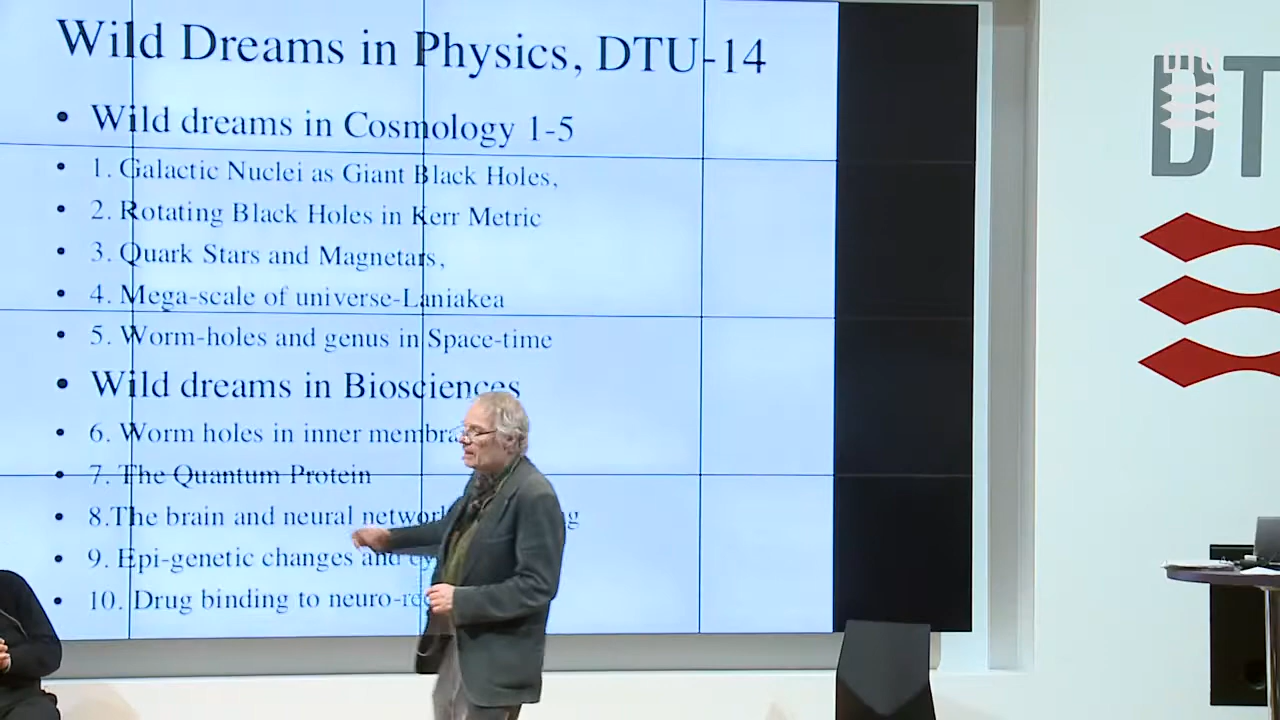 Wild Dreams in Physics, DTU-14
• Wild dreams in Cosmology 1-5
• 1. Galactic Nuclei as Giant Black Holes,
• 2. Rotating Black Holes in Kerr Metric
• 3. Quark Stars and Magnetars,
• 4. Mega-scale of universe-Laniakea
• 5. Worm-holes and genus in Space-time
• Wild dreams in Biosciences
• 6. Worm holes in inner
• 7. The Quantum Protein
• 8.The brain and neural
• 9. Epi-genetic changes and
• 10. Drug binding to
DTU
DT